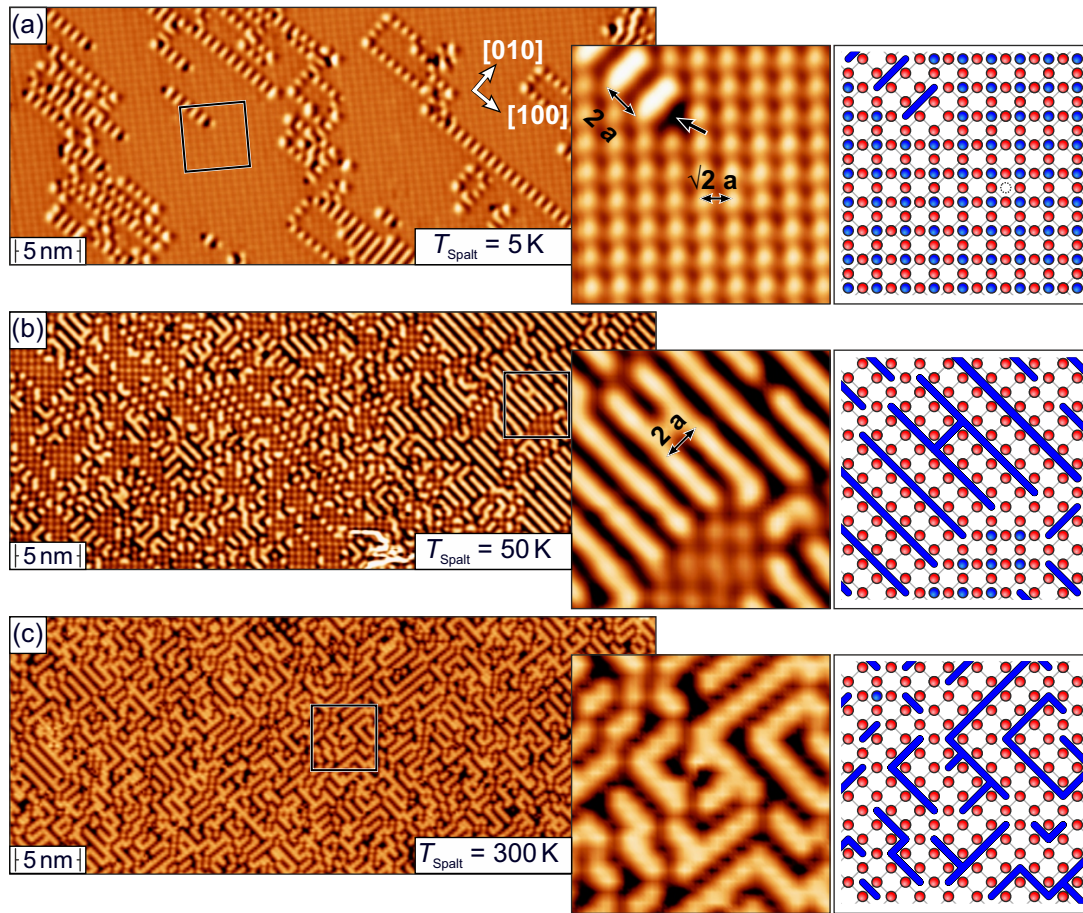 (a)
[010]
[100]
5 nm
T_Spalt = 5 K
2 a
√2 a
(b)
5 nm
T_Spalt = 50 K
2 a
(c)
5 nm
T_Spalt = 300 K